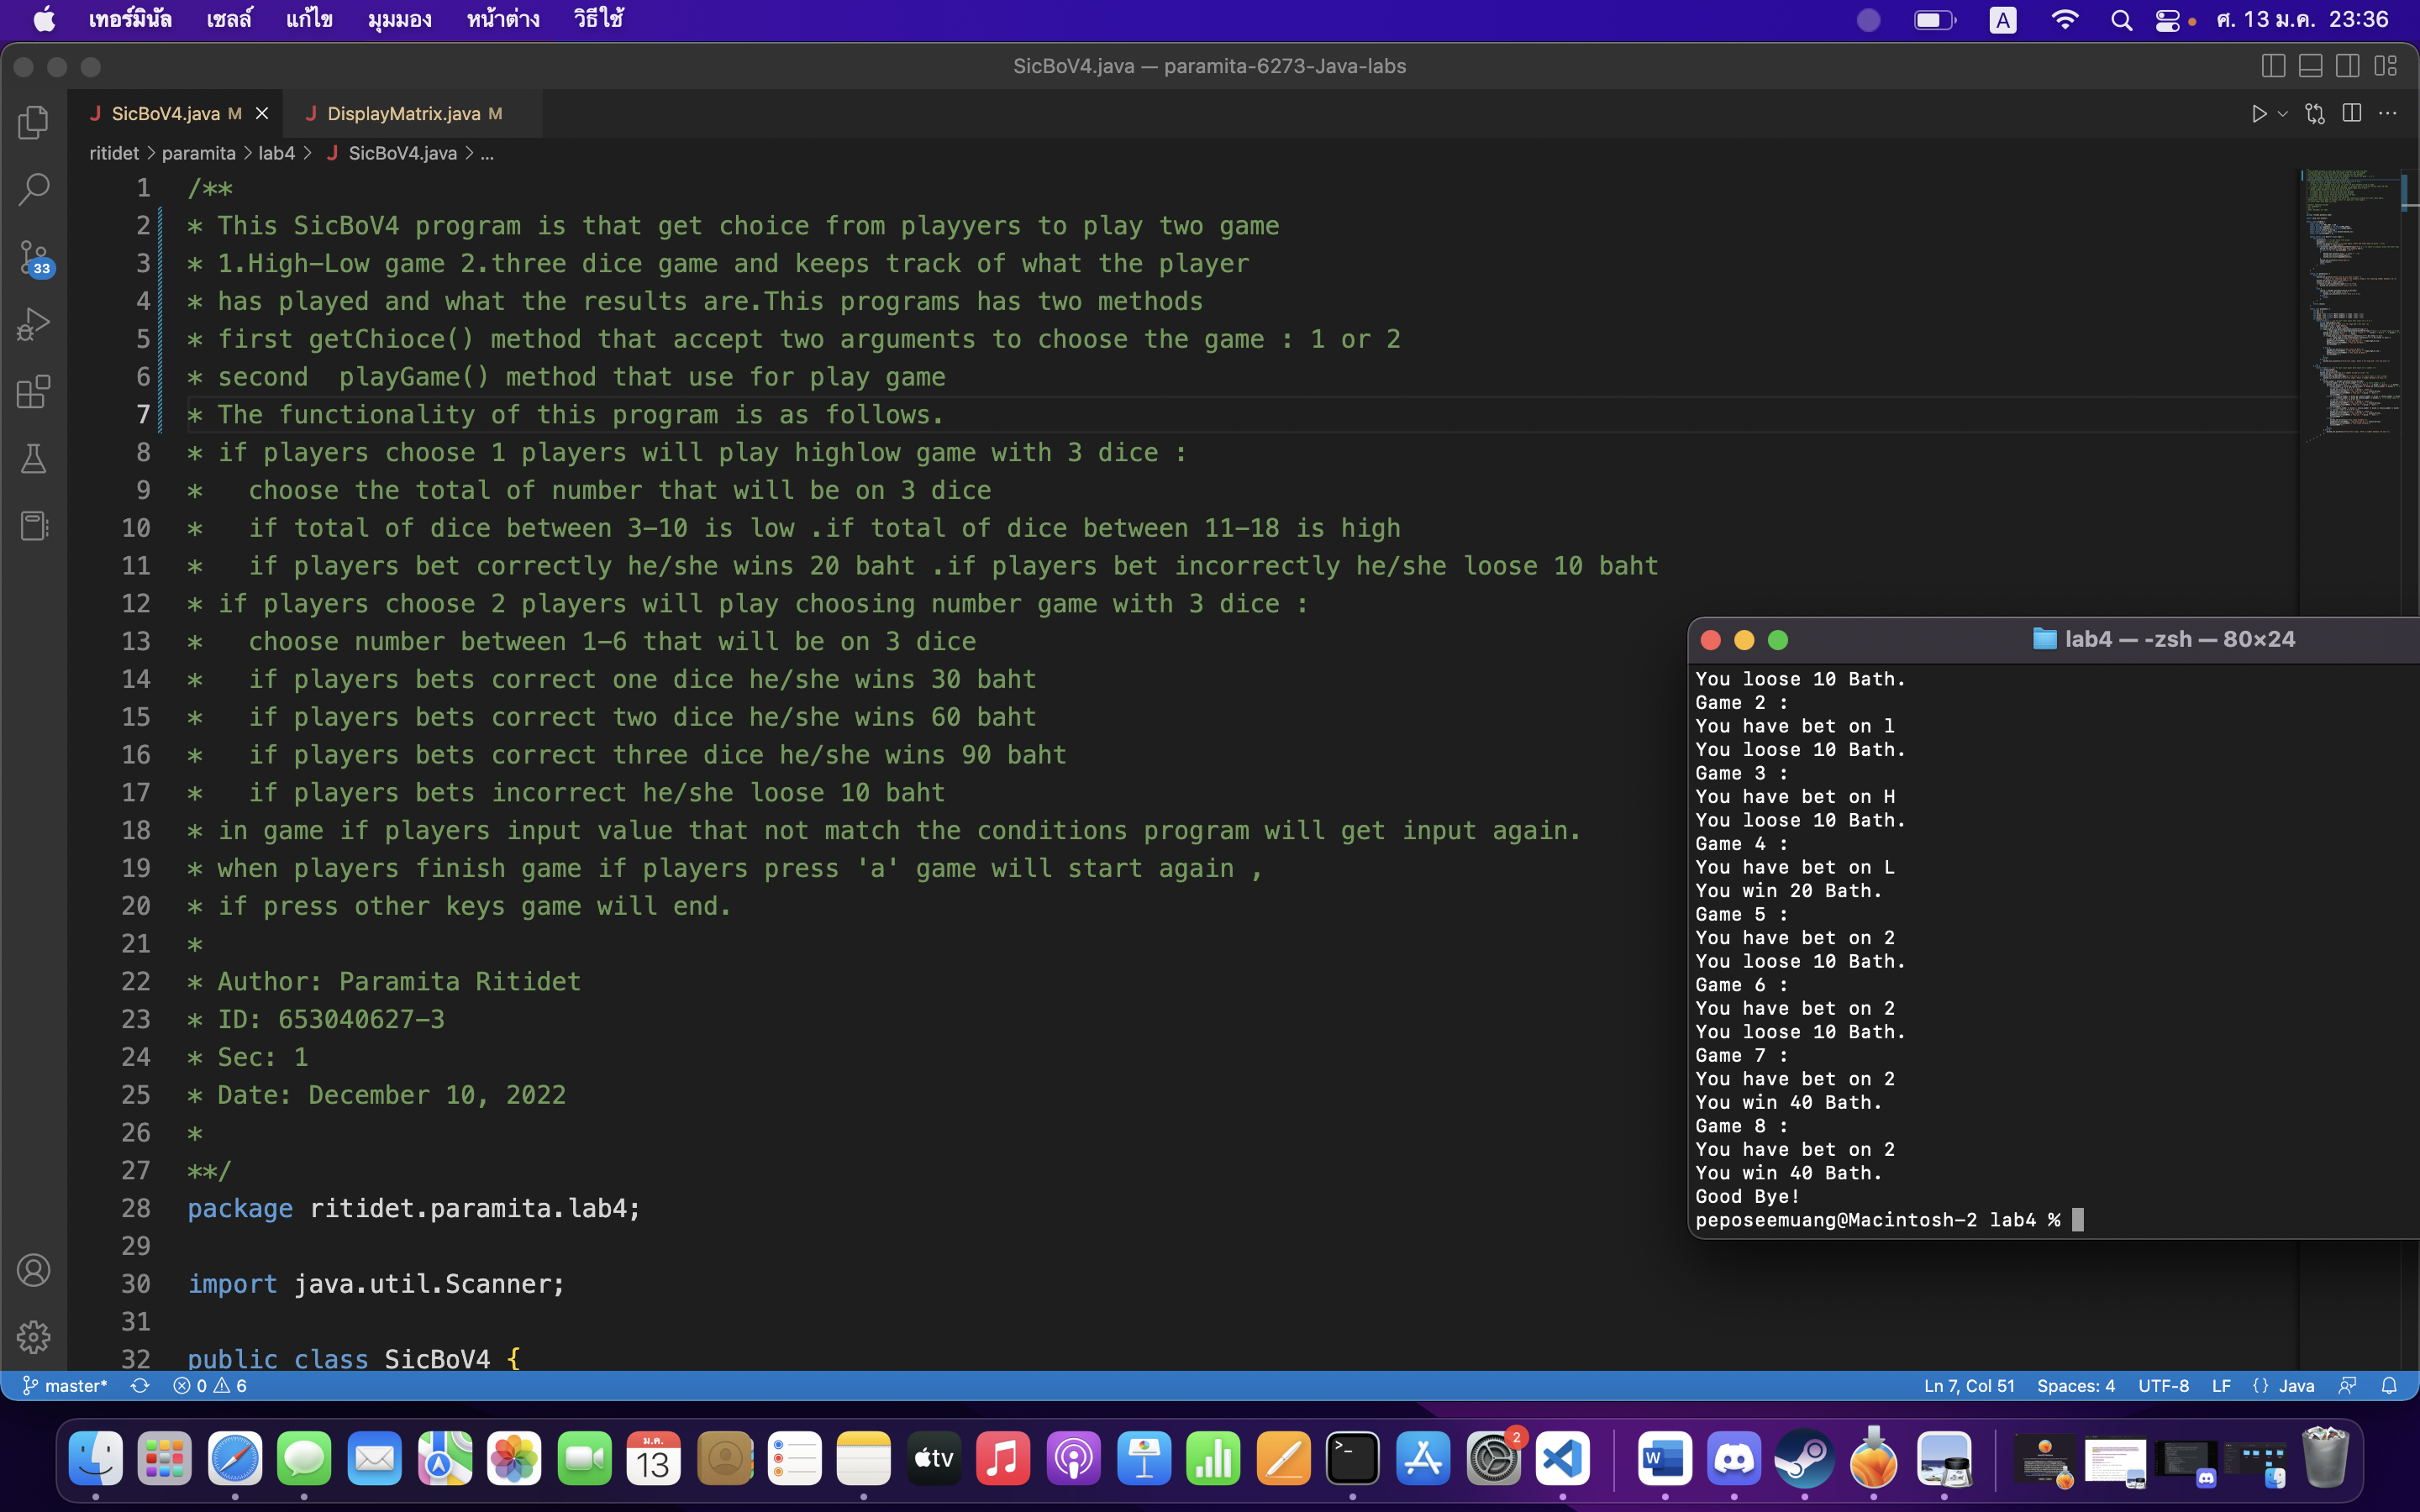 เทอร์มินัล เชลล์ แก้ไข มุมมอง หน้าต่าง วิธีใช้ A ศ. 13 ม.ค. 23:36
SicBoV4.java — paramita-6273-Java-labs
J SicBoV4.java M J DisplayMatrix.java M
ritidet > paramita > lab4 > J SicBoV4.java > ...
33
1 /**
2 * This SicBoV4 program is that get choice from playyers to play two game
3 * 1.High-Low game 2.three dice game and keeps track of what the player
4 * has played and what the results are.This programs has two methods
5 * first getChioce() method that accept two arguments to choose the game : 1 or 2
6 * second  playGame() method that use for play game
7 * The functionality of this program is as follows.
8 * if players choose 1 players will play highlow game with 3 dice :
9 *   choose the total of number that will be on 3 dice
10 *   if total of dice between 3-10 is low .if total of dice between 11-18 is high
11 *   if players bet correctly he/she wins 20 baht .if players bet incorrectly he/she loose 10 baht
12 * if players choose 2 players will play choosing number game with 3 dice :
13 *   choose number between 1-6 that will be on 3 dice
14 *   if players bets correct one dice he/she wins 30 baht
15 *   if players bets correct two dice he/she wins 60 baht
16 *   if players bets correct three dice he/she wins 90 baht
17 *   if players bets incorrect he/she loose 10 baht
18 * in game if players input value that not match the conditions program will get input again.
19 * when players finish game if players press 'a' game will start again ,
20 * if press other keys game will end.
21 *
22 * Author: Paramita Ritidet
23 * ID: 653040627-3
24 * Sec: 1
25 * Date: December 10, 2022
26 *
27 **/
28 package ritidet.paramita.lab4;
29
30 import java.util.Scanner;
31
32 public class SicBoV4 {
lab4 — -zsh — 80×24
You loose 10 Bath.
Game 2 :
You have bet on l
You loose 10 Bath.
Game 3 :
You have bet on H
You loose 10 Bath.
Game 4 :
You have bet on L
You win 20 Bath.
Game 5 :
You have bet on 2
You loose 10 Bath.
Game 6 :
You have bet on 2
You loose 10 Bath.
Game 7 :
You have bet on 2
You win 40 Bath.
Game 8 :
You have bet on 2
You win 40 Bath.
Good Bye!
peposeemuang@Macintosh-2 lab4 %
master* 0 6 Ln 7, Col 51 Spaces: 4 UTF-8 LF {} Java
ม.ค.
13
tv
>_
2
W